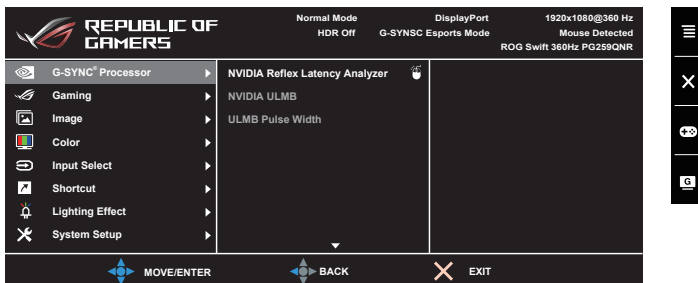 REPUBLIC OF
GAMERS
Normal Mode
HDR Off
DisplayPort
G-SYNSC Esports Mode
1920x1080@360 Hz
Mouse Detected
ROG Swift 360Hz PG259QNR
G-SYNC® Processor
Gaming
Image
Color
Input Select
Shortcut
Lighting Effect
System Setup
NVIDIA Reflex Latency Analyzer
NVIDIA ULMB
ULMB Pulse Width
MOVE/ENTER
BACK
EXIT
G